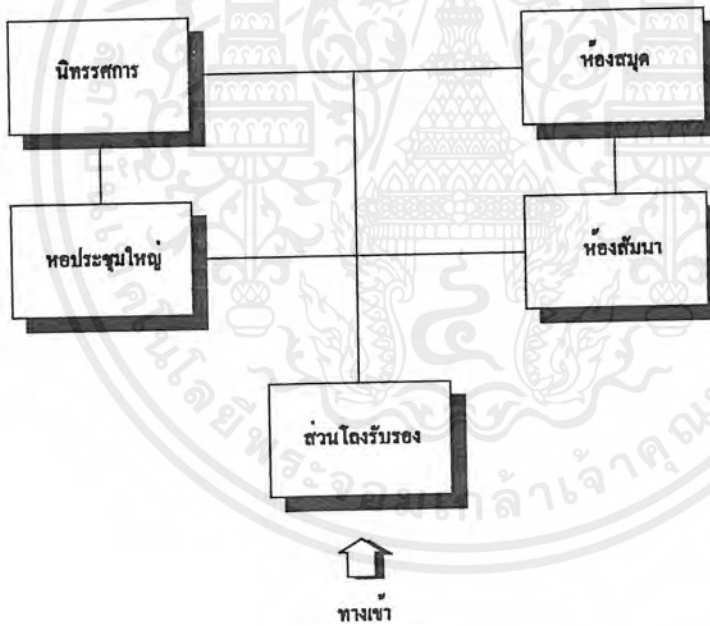 นิทรรศการ
ห้องสมุด
หอประชุมใหญ่
ห้องสัมนา
ส่วนโถงรับรอง
ทางเข้า